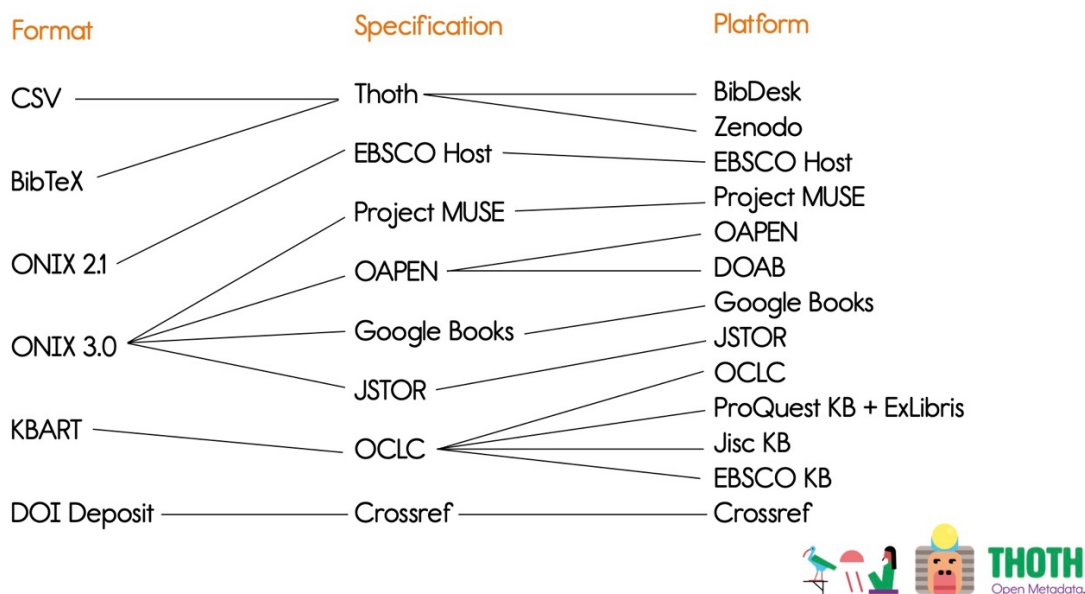 Format
Specification
Platform
CSV
BibTeX
ONIX 2.1
ONIX 3.0
KBART
DOI Deposit
Thoth
EBSCO Host
Project MUSE
OAPEN
Google Books
JSTOR
OCLC
Crossref
BibDesk
Zenodo
EBSCO Host
Project MUSE
OAPEN
DOAB
Google Books
JSTOR
OCLC
ProQuest KB + ExLibris
Jisc KB
EBSCO KB
Crossref
THOTH
Open Metadata.